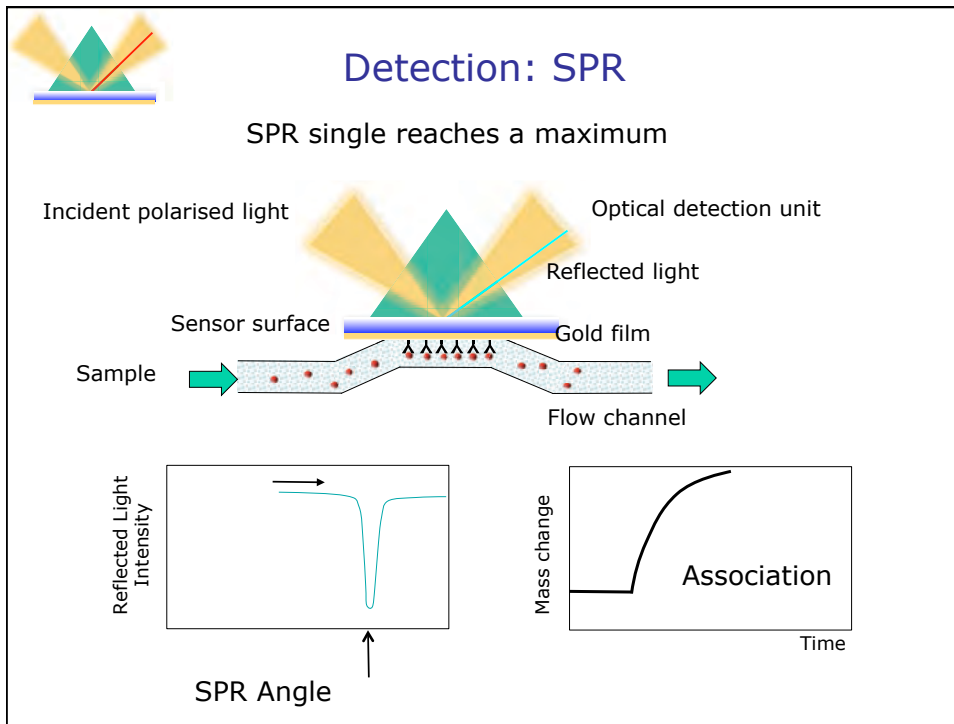 Detection: SPR
SPR single reaches a maximum
Incident polarised light
Optical detection unit
Reflected light
Sensor surface
Gold film
Sample
Flow channel
Reflected Light
Intensity
SPR Angle
Mass change
Association
Time